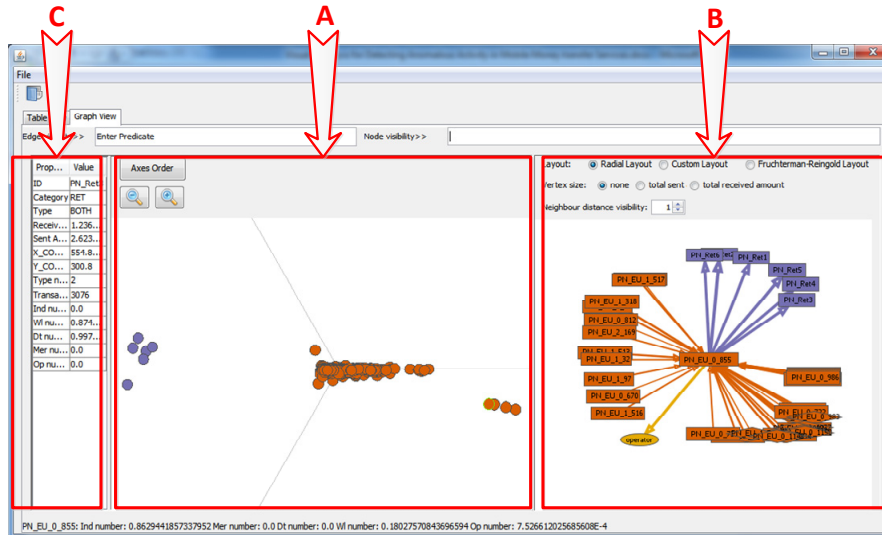 C
A
B
File
Table
Graph View
Edge
>>
Enter Predicate
Node visibility>>
Prop...
Value
ID
PN_Ret
Category
RET
Type
BOTH
Receiv...
1.236...
Sent A...
2.623...
X_CO...
554.8...
Y_CO...
300.8
Type n...
2
Transa...
3076
Ind nu...
0.0
Wl nu...
0.874...
Dt nu...
0.997...
Mer nu...
0.0
Op nu...
0.0
Axes Order
Layout:
Radial Layout
Custom Layout
Fruchterman-Reingold Layout
Vertex size:
none
total sent
total received amount
Neighbour distance visibility:
1
PN_Ret6
PN_Ret1
PN_Ret5
PN_Ret4
PN_Ret3
PN_EU_1_517
PN_EU_1_318
PN_EU_0_812
PN_EU_2_169
PN_EU_1_32
PN_EU_0_855
PN_EU_1_97
PN_EU_0_986
PN_EU_0_670
PN_EU_1_516
operator
PN_EU_0_855: Ind number: 0.8629441857337952 Mer number: 0.0 Dt number: 0.0 Wl number: 0.18027570843696594 Op number: 7.526612025685608E-4